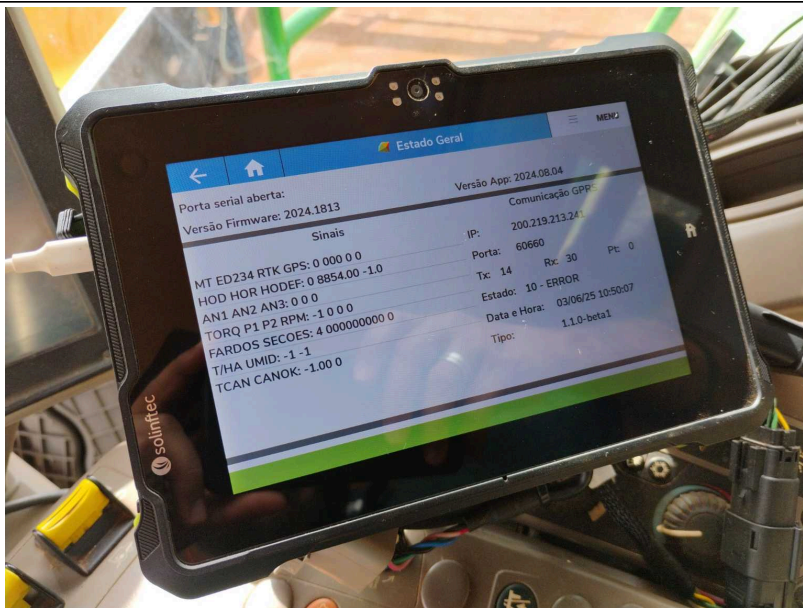 Estado Geral
MENU
Porta serial aberta:
Versão Firmware: 2024.1813
Versão App: 2024.08.04
Sinais
MT ED234 RTK GPS: 0 000 0 0
HOD HOR HODEF: 0 8854.00 -1.0
AN1 AN2 AN3: 0 0 0
TORQ P1 P2 RPM: -1 0 0 0
FARDOS SECOES: 4 000000000 0
T/HA UMID: -1 -1
TCAN CANOK: -1.00 0
Comunicação GPRS
IP: 200.219.213.241
Porta: 60660
Tx: 14 Rx: 30 Pt: 0
Estado: 10 - ERROR
Data e Hora: 03/06/25 10:50:07
Tipo: 1.1.0-beta1
solinftec